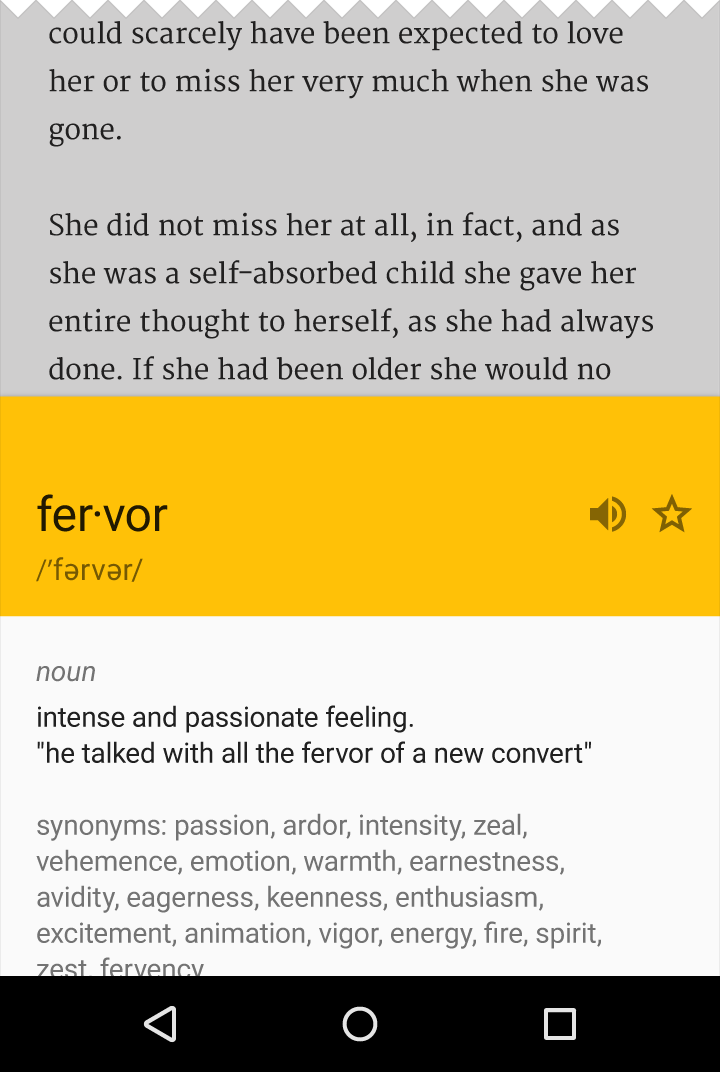 could scarcely have been expected to love
her or to miss her very much when she was
gone.
She did not miss her at all, in fact, and as
she was a self-absorbed child she gave her
entire thought to herself, as she had always
done. If she had been older she would no
fer·vor
/ˈfərvər/
noun
intense and passionate feeling.
"he talked with all the fervor of a new convert"
synonyms: passion, ardor, intensity, zeal,
vehemence, emotion, warmth, earnestness,
avidity, eagerness, keenness, enthusiasm,
excitement, animation, vigor, energy, fire, spirit,
zest, fervency